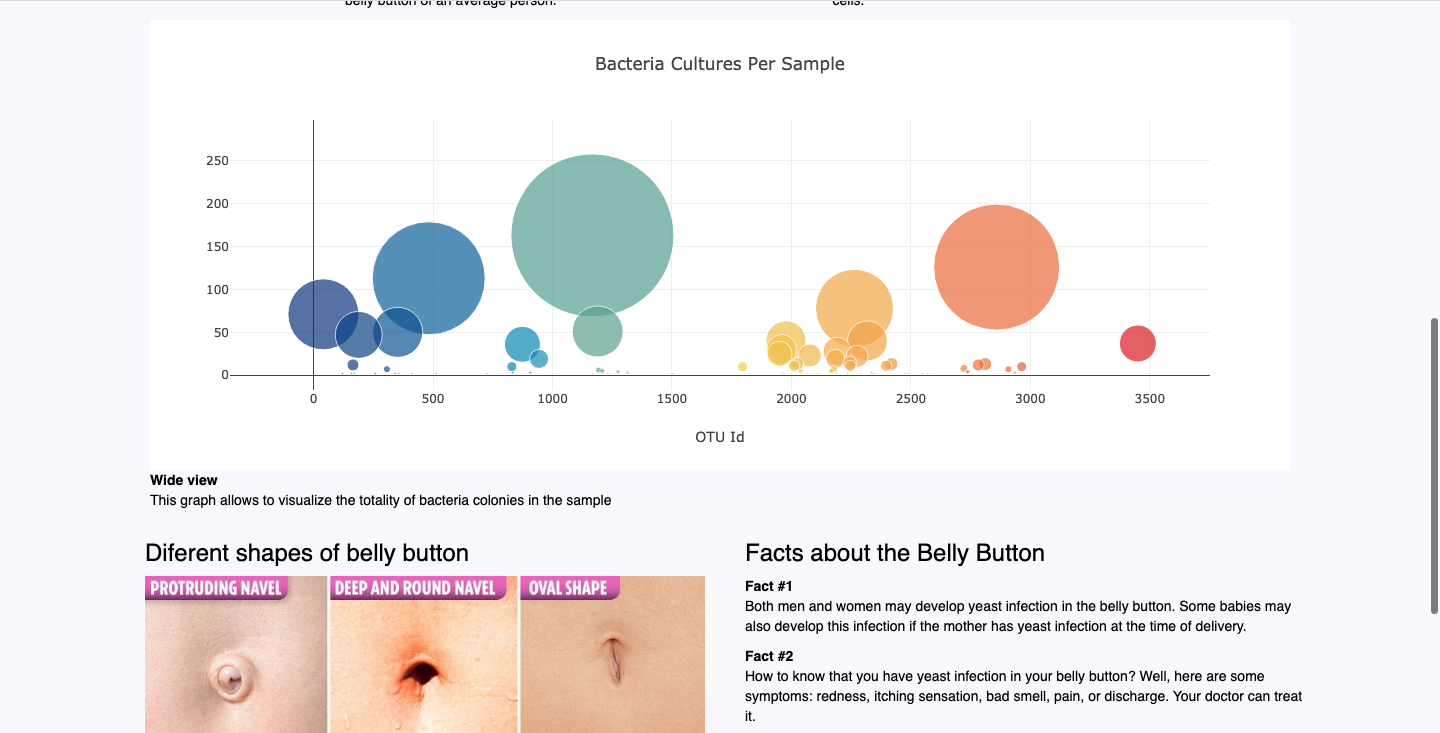 belly button of an average person.
cells.
Bacteria Cultures Per Sample
250
200
150
100
50
0
0 500 1000 1500 2000 2500 3000 3500
OTU Id
Wide view
This graph allows to visualize the totality of bacteria colonies in the sample
Diferent shapes of belly button
PROTRUDING NAVEL
DEEP AND ROUND NAVEL
OVAL SHAPE
Facts about the Belly Button
Fact #1
Both men and women may develop yeast infection in the belly button. Some babies may
also develop this infection if the mother has yeast infection at the time of delivery.
Fact #2
How to know that you have yeast infection in your belly button? Well, here are some
symptoms: redness, itching sensation, bad smell, pain, or discharge. Your doctor can treat
it.